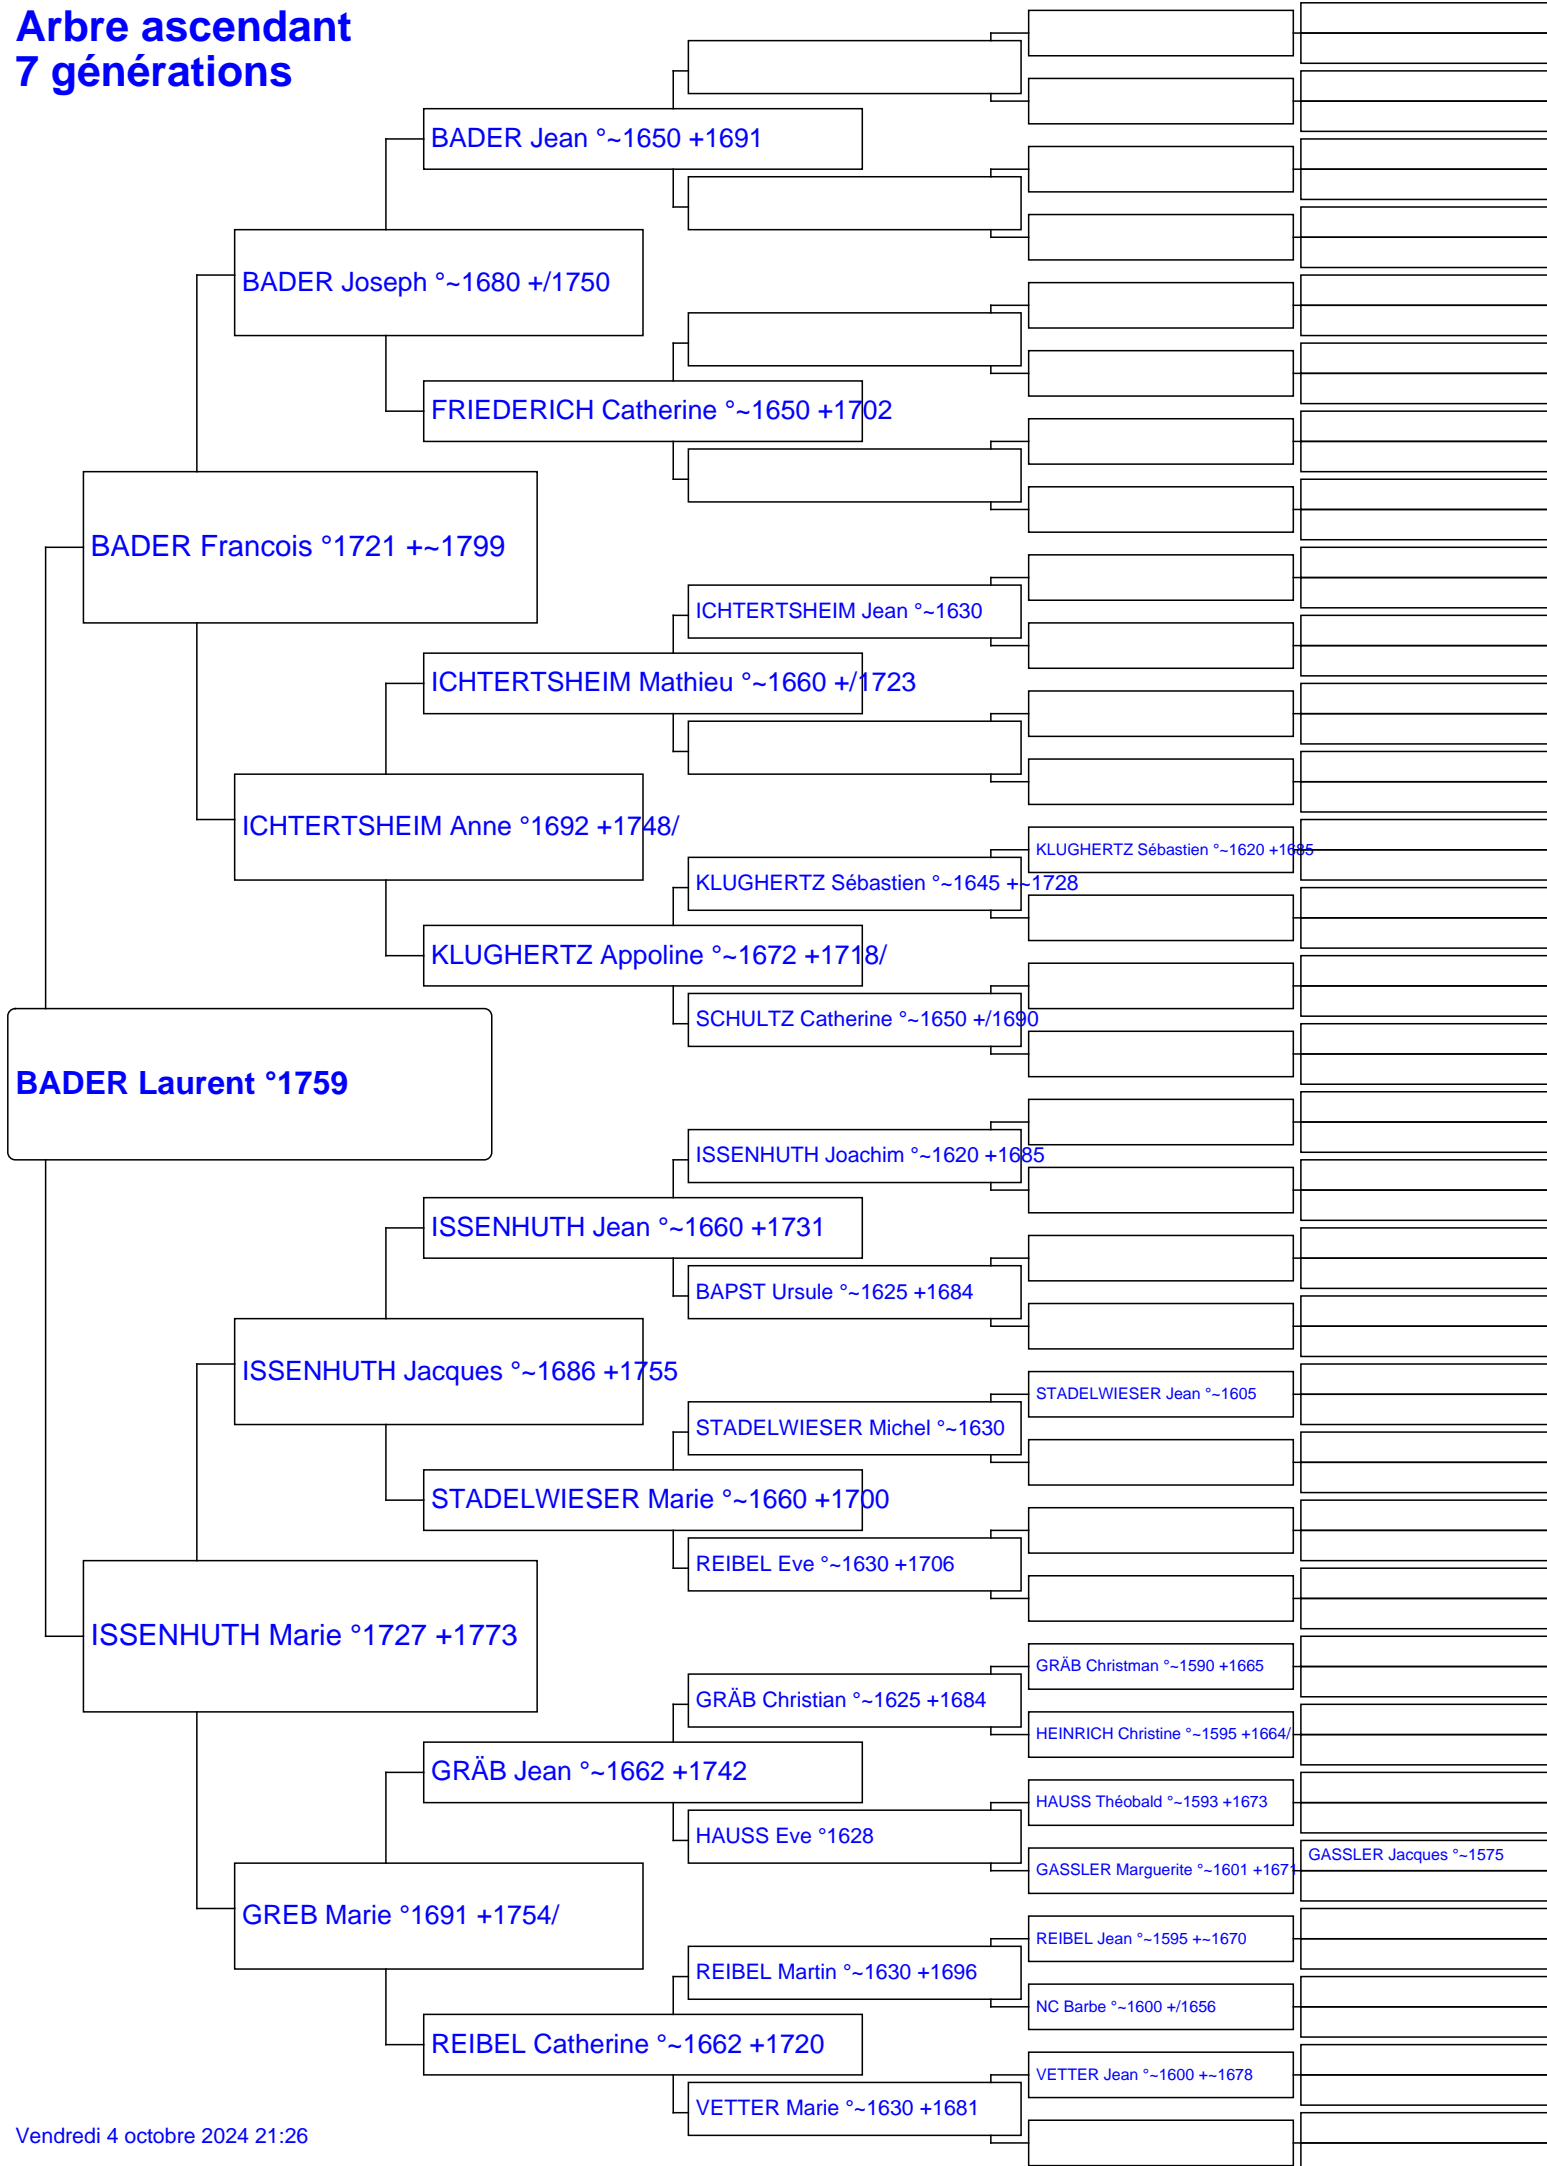 Arbre ascendant
7 générations
BADER Jean °~1650 +1691
BADER Joseph °~1680 +/1750
FRIEDERICH Catherine °~1650 +1702
BADER Francois °1721 +~1799
ICHTERTSHEIM Jean °~1630
ICHTERTSHEIM Mathieu °~1660 +/1723
ICHTERTSHEIM Anne °1692 +1748/
KLUGHERTZ Sébastien °~1620 +1685
KLUGHERTZ Sébastien °~1645 +~1728
KLUGHERTZ Appoline °~1672 +1718/
SCHULTZ Catherine °~1650 +/1690
BADER Laurent °1759
ISSENHUTH Joachim °~1620 +1685
ISSENHUTH Jean °~1660 +1731
BAPST Ursule °~1625 +1684
ISSENHUTH Jacques °~1686 +1755
STADELWIESER Jean °~1605
STADELWIESER Michel °~1630
STADELWIESER Marie °~1660 +1700
REIBEL Eve °~1630 +1706
ISSENHUTH Marie °1727 +1773
GRÄB Christman °~1590 +1665
GRÄB Christian °~1625 +1684
HEINRICH Christine °~1595 +1664/
GRÄB Jean °~1662 +1742
HAUSS Théobald °~1593 +1673
HAUSS Eve °1628
GASSLER Jacques °~1575
GASSLER Marguerite °~1601 +1671
GREB Marie °1691 +1754/
REIBEL Jean °~1595 +~1670
REIBEL Martin °~1630 +1696
NC Barbe °~1600 +/1656
REIBEL Catherine °~1662 +1720
VETTER Jean °~1600 +~1678
VETTER Marie °~1630 +1681
Vendredi 4 octobre 2024 21:26